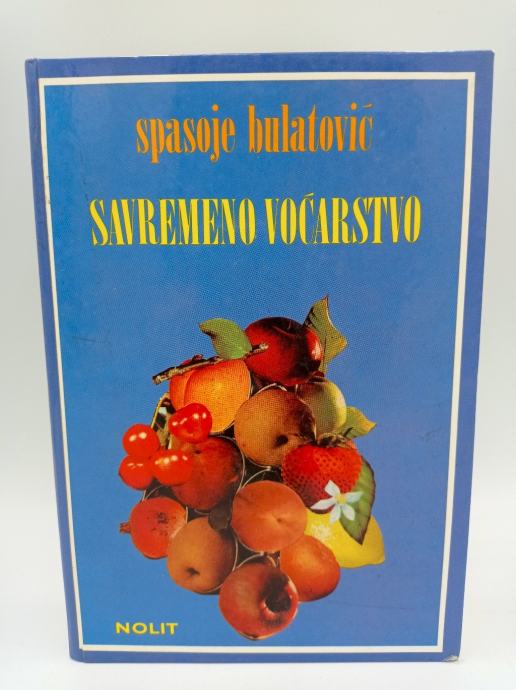 spasoje bulatović
SAVREMENO VOĆARSTVO
NOLIT